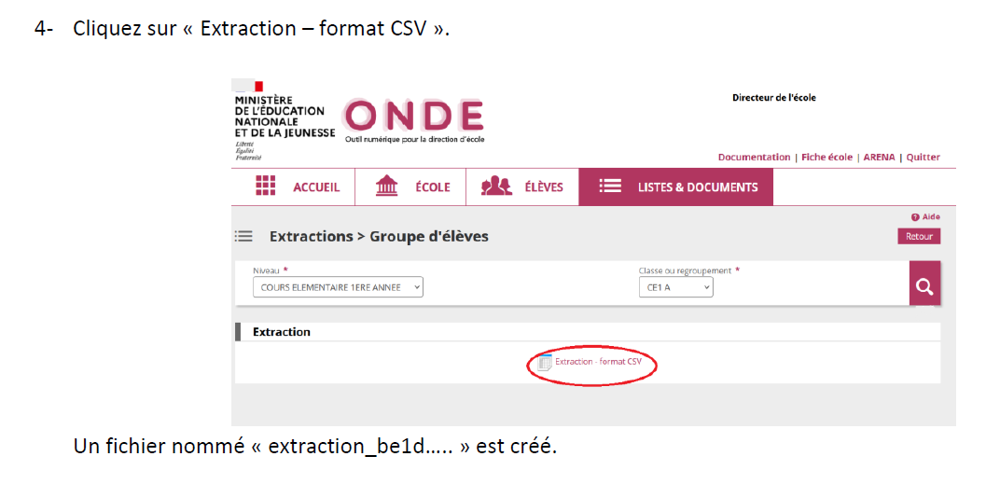 4- Cliquez sur « Extraction – format CSV ».
MINISTÈRE
DE L'ÉDUCATION
NATIONALE
ET DE LA JEUNESSE
Liberté
Égalité
Fraternité
ONDE
Outil numérique pour la direction d'école
Directeur de l'école
Documentation | Fiche école | ARENA | Quitter
ACCUEIL ÉCOLE ÉLÈVES LISTES & DOCUMENTS
? Aide
Extractions > Groupe d'élèves
Retour
Niveau * Classe ou regroupement *
COURS ELEMENTAIRE 1ERE ANNEE CE1 A
Extraction
Extraction - format CSV
Un fichier nommé « extraction_be1d….. » est créé.